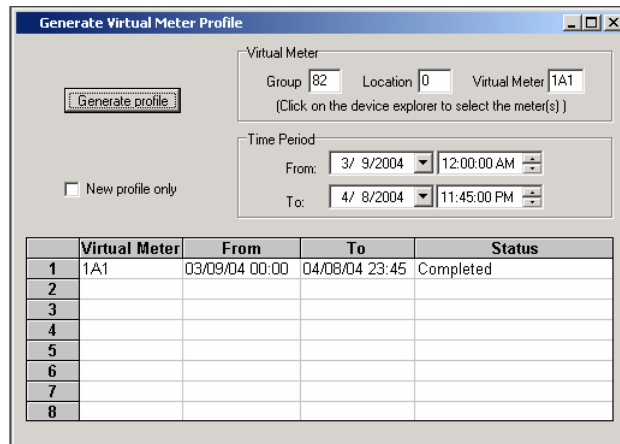 Generate Virtual Meter Profile
Virtual Meter
Group 82 Location 0 Virtual Meter 1A1
Generate profile
(Click on the device explorer to select the meter(s) )
Time Period
From: 3/ 9/2004 12:00:00 AM
New profile only
To: 4/ 8/2004 11:45:00 PM
Virtual Meter From To Status
1 1A1 03/09/04 00:00 04/08/04 23:45 Completed
2
3
4
5
6
7
8